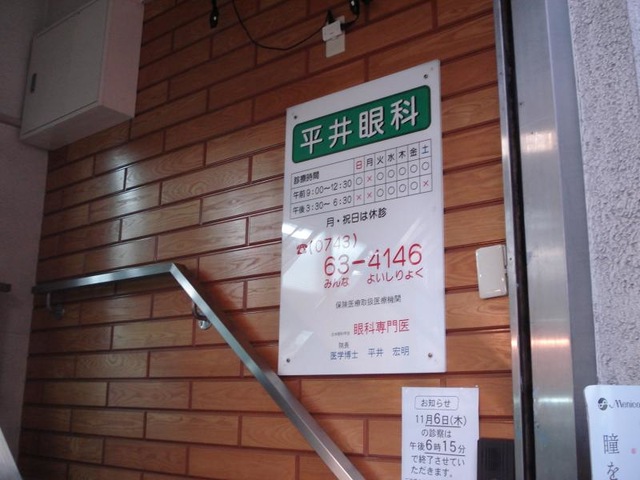 平井眼科
診療時間 日 月 火 水 木 金 土
午前9:00〜12:30 ○ × ○ ○ ○ ○ ○
午後3:30〜6:30 × × ○ ○ ○ ○ ×
月・祝日は休診
☎(0743)
63-4146
みんな よいしりょく
保険医療取扱医療機関
眼科専門医
院長
医学博士 平井 宏明
お知らせ
11月6日(木)
の診察は
午後6時15分
で終了させてい
ただきます。
Menicon
瞳を